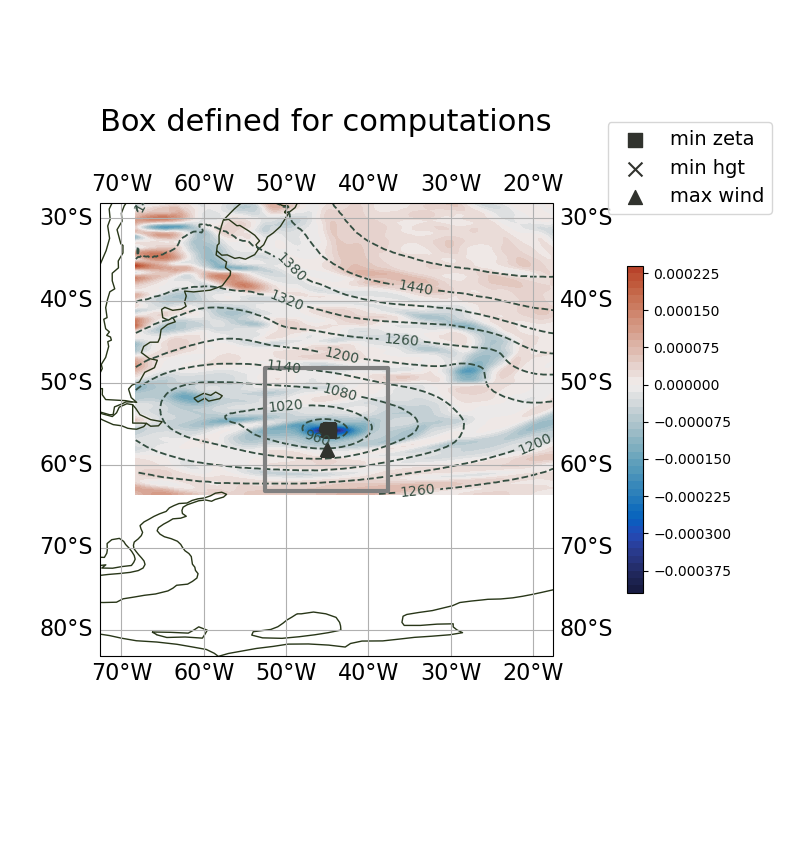 Box defined for computations
min zeta
min hgt
max wind
70°W 60°W 50°W 40°W 30°W 20°W
30°S 30°S
40°S 40°S
50°S 50°S
60°S 60°S
70°S 70°S
80°S 80°S
70°W 60°W 50°W 40°W 30°W 20°W
1380
1440
1320
1260
1200
1140
1080
1020
960
1200
1260
0.000225
0.000150
0.000075
0.000000
−0.000075
−0.000150
−0.000225
−0.000300
−0.000375